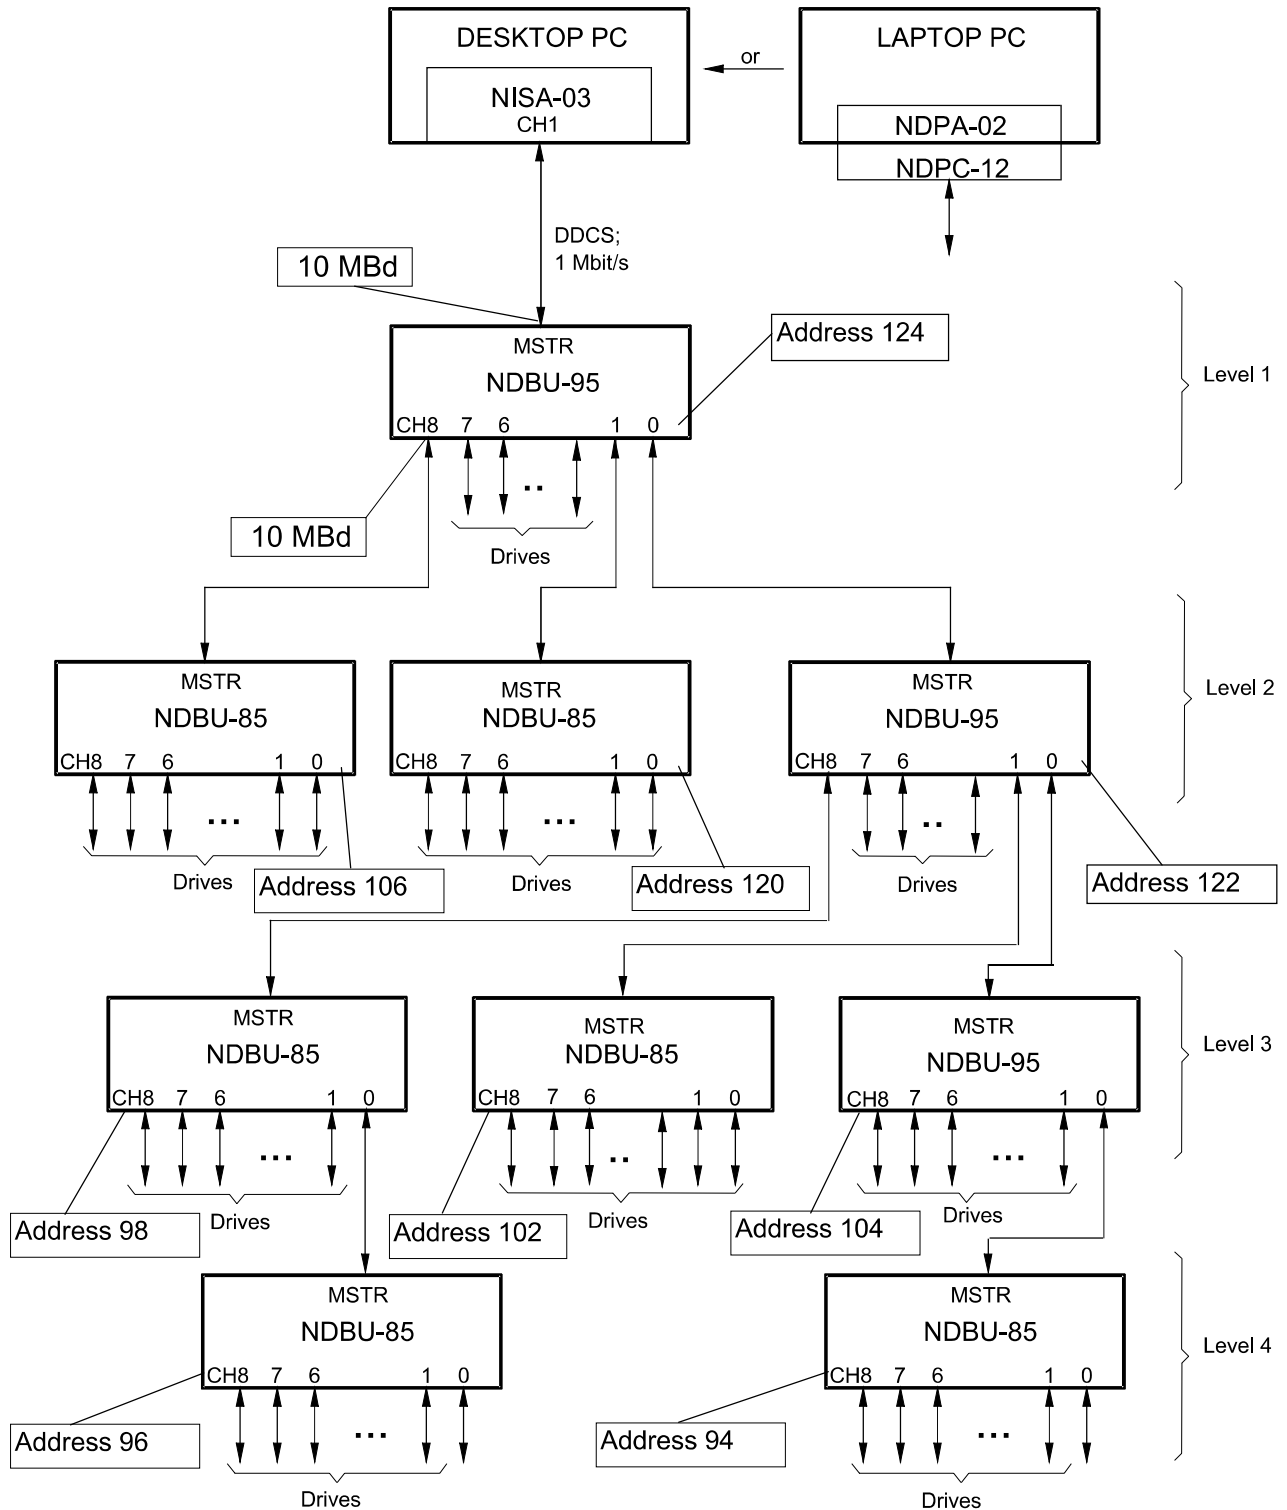 DESKTOP PC
NISA-03
CH1
or
LAPTOP PC
NDPA-02
NDPC-12
DDCS;
1 Mbit/s
10 MBd
Address 124
MSTR
NDBU-95
CH8 7 6 1 0
..
Drives
10 MBd
Level 1
MSTR
NDBU-85
CH8 7 6 1 0
...
Drives
Address 106
MSTR
NDBU-85
CH8 7 6 1 0
...
Drives
Address 120
MSTR
NDBU-95
CH8 7 6 1 0
..
Drives
Address 122
Level 2
MSTR
NDBU-85
CH8 7 6 1 0
...
Drives
Address 98
MSTR
NDBU-85
CH8 7 6 1 0
..
Drives
Address 102
MSTR
NDBU-95
CH8 7 6 1 0
...
Drives
Address 104
Level 3
MSTR
NDBU-85
CH8 7 6 1 0
...
Drives
Address 96
MSTR
NDBU-85
CH8 7 6 1 0
...
Drives
Address 94
Level 4